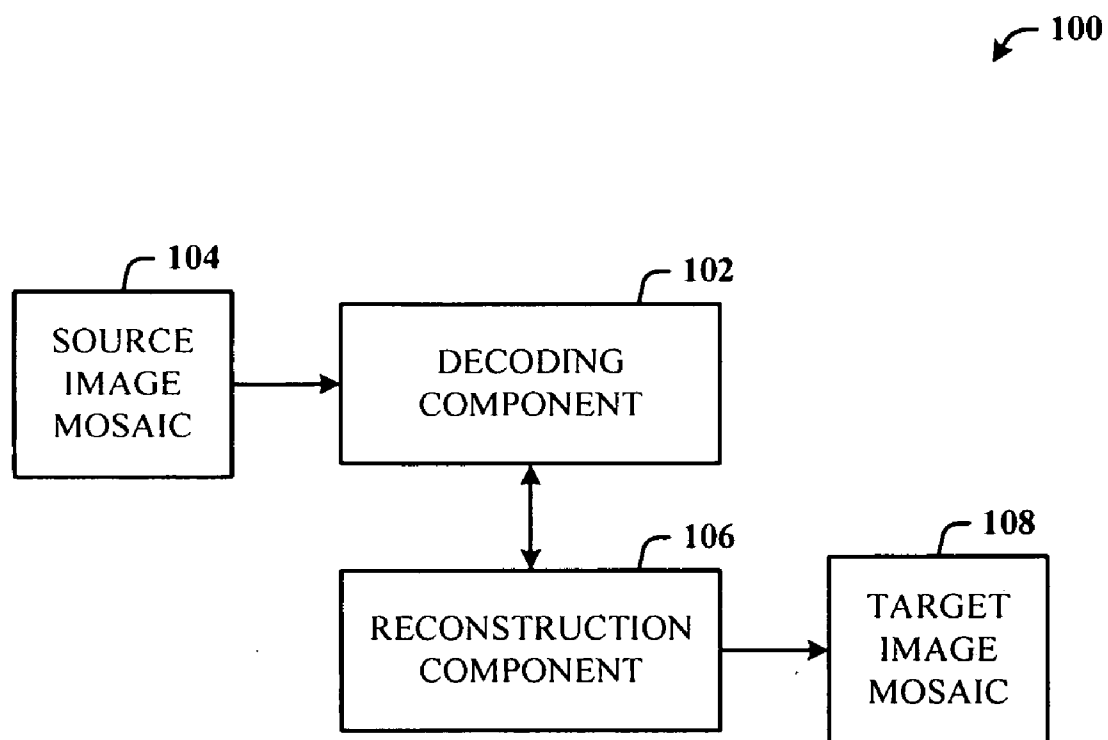 100
104
SOURCE
IMAGE
MOSAIC
102
DECODING
COMPONENT
106
RECONSTRUCTION
COMPONENT
108
TARGET
IMAGE
MOSAIC